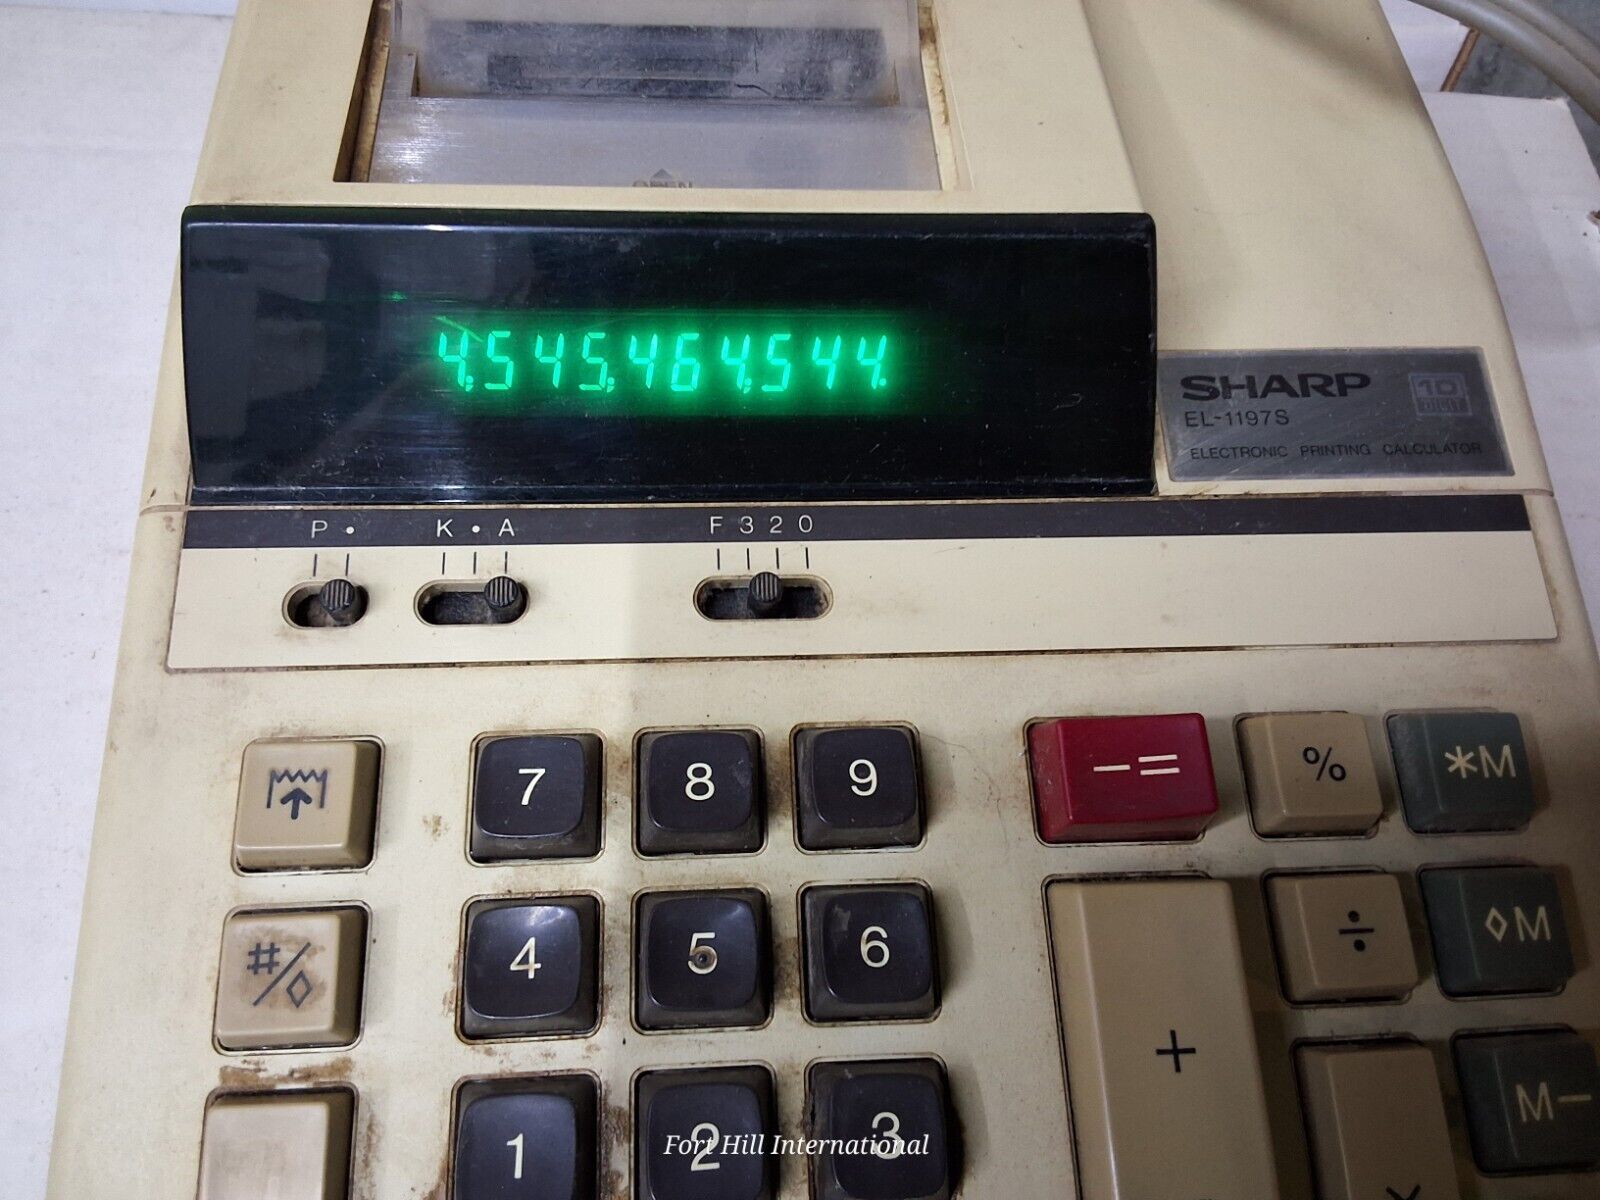 OPEN
4,545,464,544.
SHARP
10
DIGIT
EL-1197S
ELECTRONIC PRINTING CALCULATOR
P •
K • A
F 3 2 0
7 8 9 −= % *M
#/◊ 4 5 6 + ÷ ◊M
1 2 3 × M−
Fort Hill International